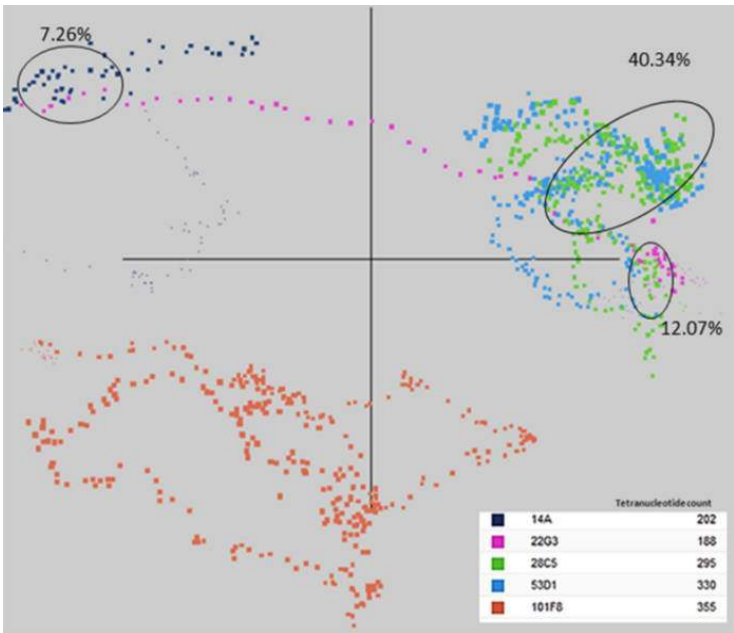 7.26%
40.34%
12.07%
Tetranucleotide count
14A 202
22G3 188
28C5 295
53D1 330
101F8 355